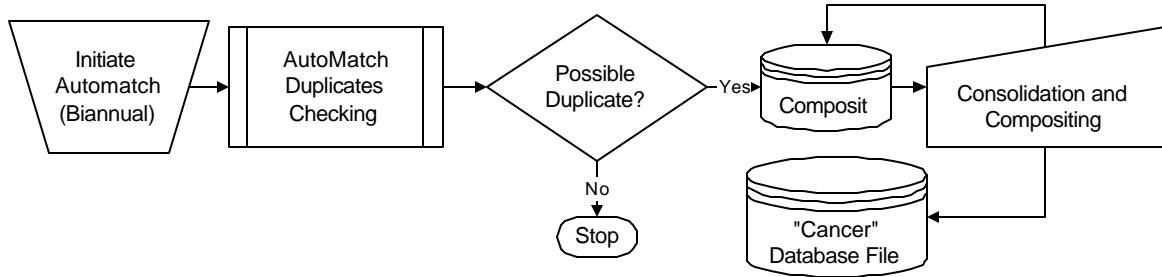 Initiate
Automatch
(Biannual)
AutoMatch
Duplicates
Checking
Possible
Duplicate?
Yes
Composit
Consolidation and
Compositing
No
Stop
"Cancer"
Database File